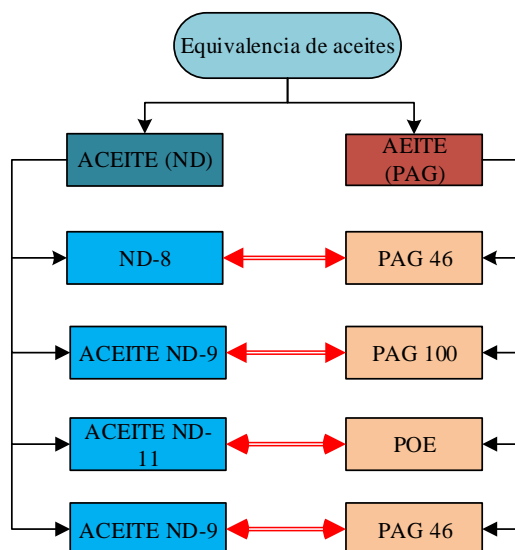 Equivalencia de aceites
ACEITE (ND)
AEITE
(PAG)
ND-8
PAG 46
ACEITE ND-9
PAG 100
ACEITE ND-
11
POE
ACEITE ND-9
PAG 46